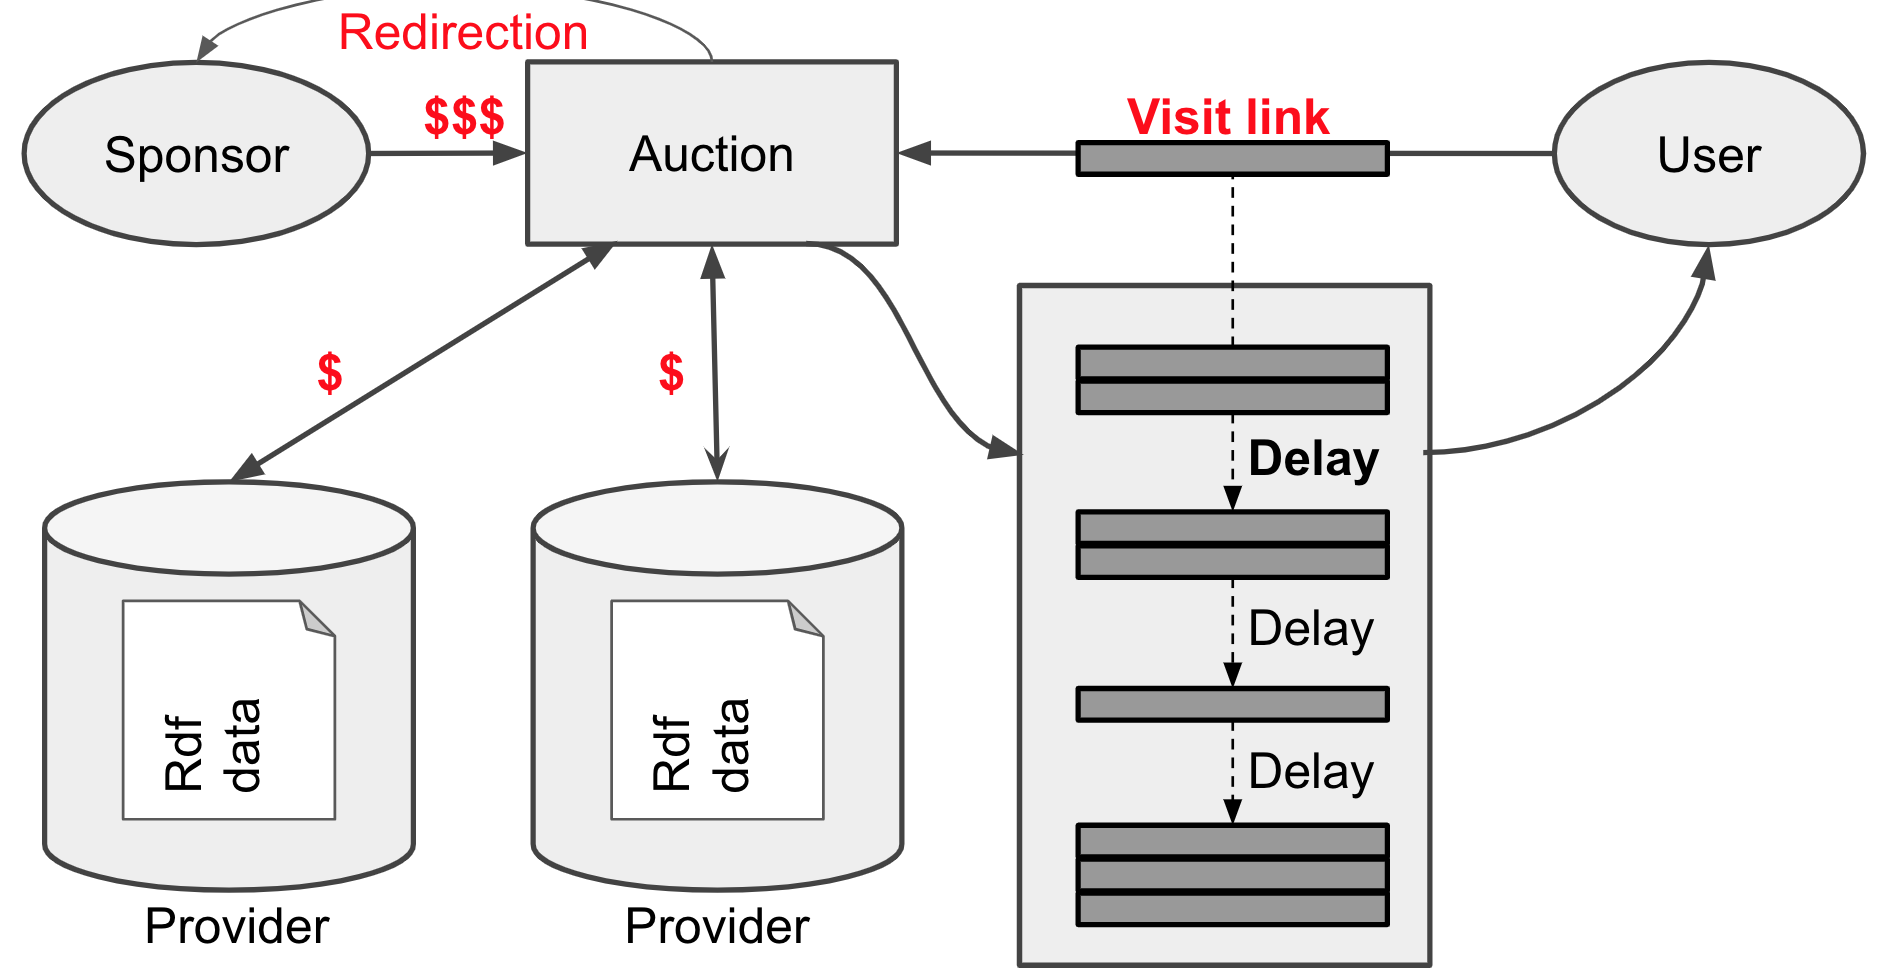 Redirection
$$$
Visit link
Sponsor
Auction
User
$
$
Delay
Delay
Delay
Rdf
data
Rdf
data
Provider
Provider